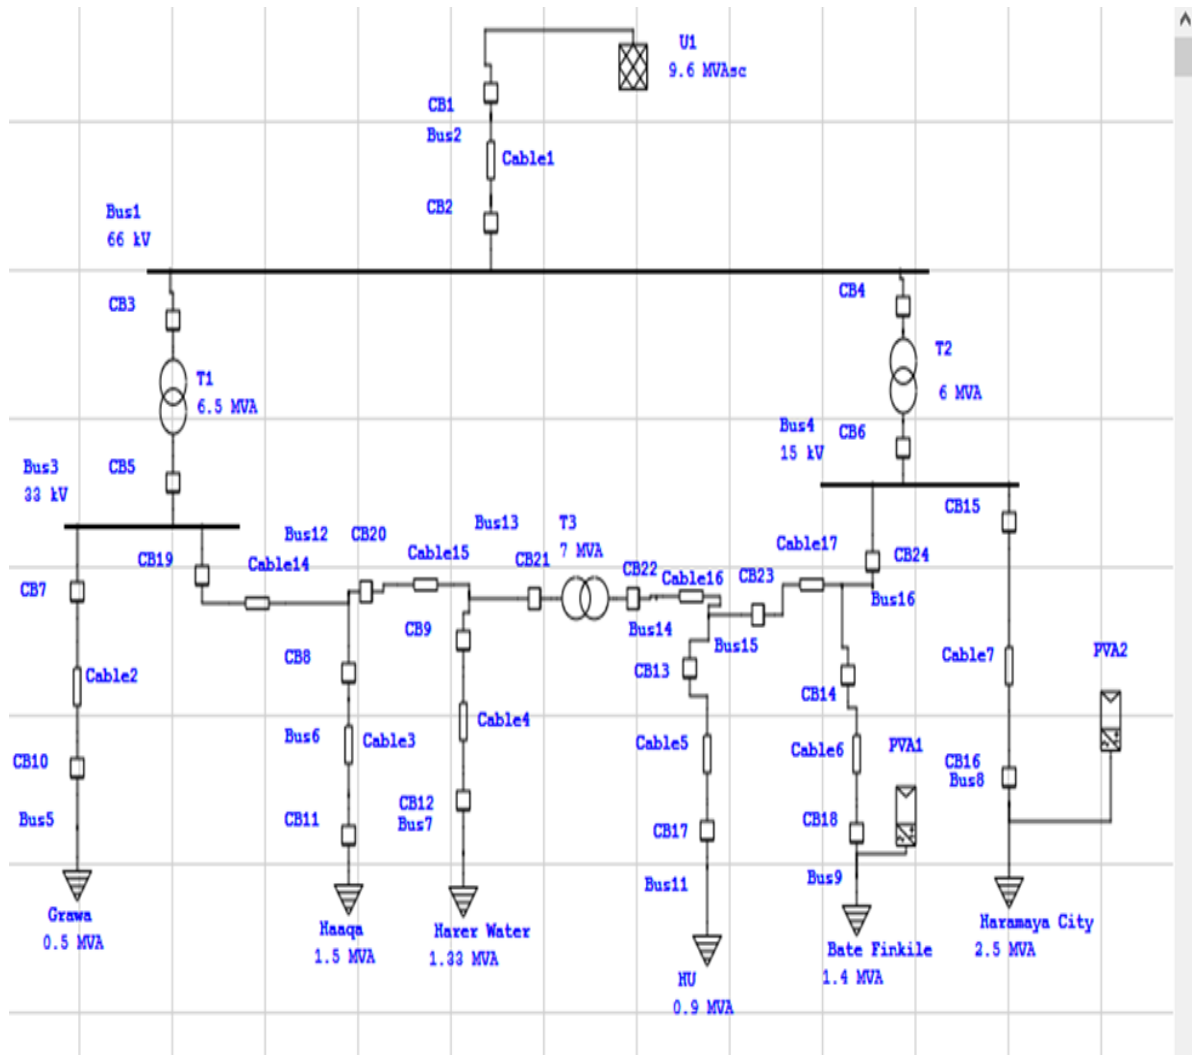 U1
9.6 MVAsc
CB1
Bus2
Cable1
CB2
Bus1
66 kV
CB3
CB4
T1
6.5 MVA
T2
6 MVA
Bus4
15 kV
CB6
Bus3
33 kV
CB5
CB15
Bus12
CB20
Bus13
T3
7 MVA
CB19
Cable14
Cable15
CB21
CB22
Cable16
CB23
Cable17
CB24
Bus16
CB7
CB9
Bus14
Bus15
CB8
CB13
CB14
Cable7
PVA2
Cable2
Cable4
Bus6
Cable3
Cable5
Cable6
PVA1
CB10
CB16
Bus8
CB12
Bus7
Bus5
CB11
CB17
CB18
Bus11
Bus9
Grawa
0.5 MVA
Haaqa
1.5 MVA
Harer Water
1.33 MVA
HU
0.9 MVA
Bate Finkile
1.4 MVA
Haramaya City
2.5 MVA